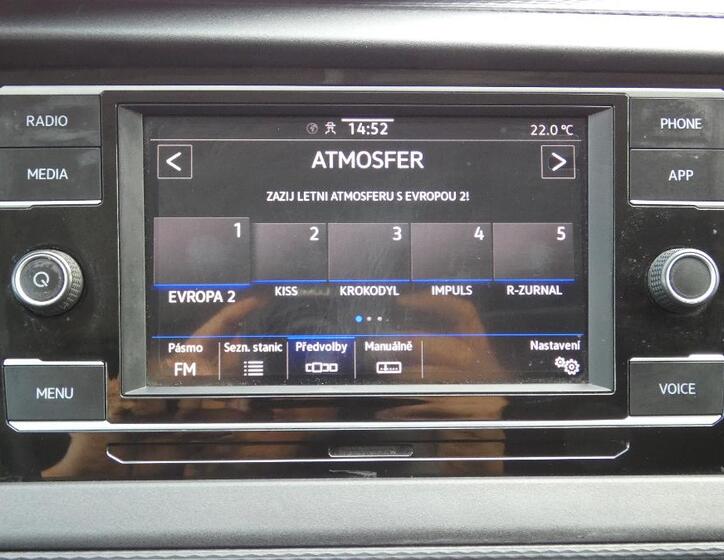 RADIO
MEDIA
MENU
PHONE
APP
VOICE
14:52
22.0 °C
< ATMOSFER >
ZAZIJ LETNI ATMOSFERU S EVROPOU 2!
1 2 3 4 5
EVROPA 2 KISS KROKODYL IMPULS R-ZURNAL
Pásmo Sezn. stanic Předvolby Manuálně Nastavení
FM